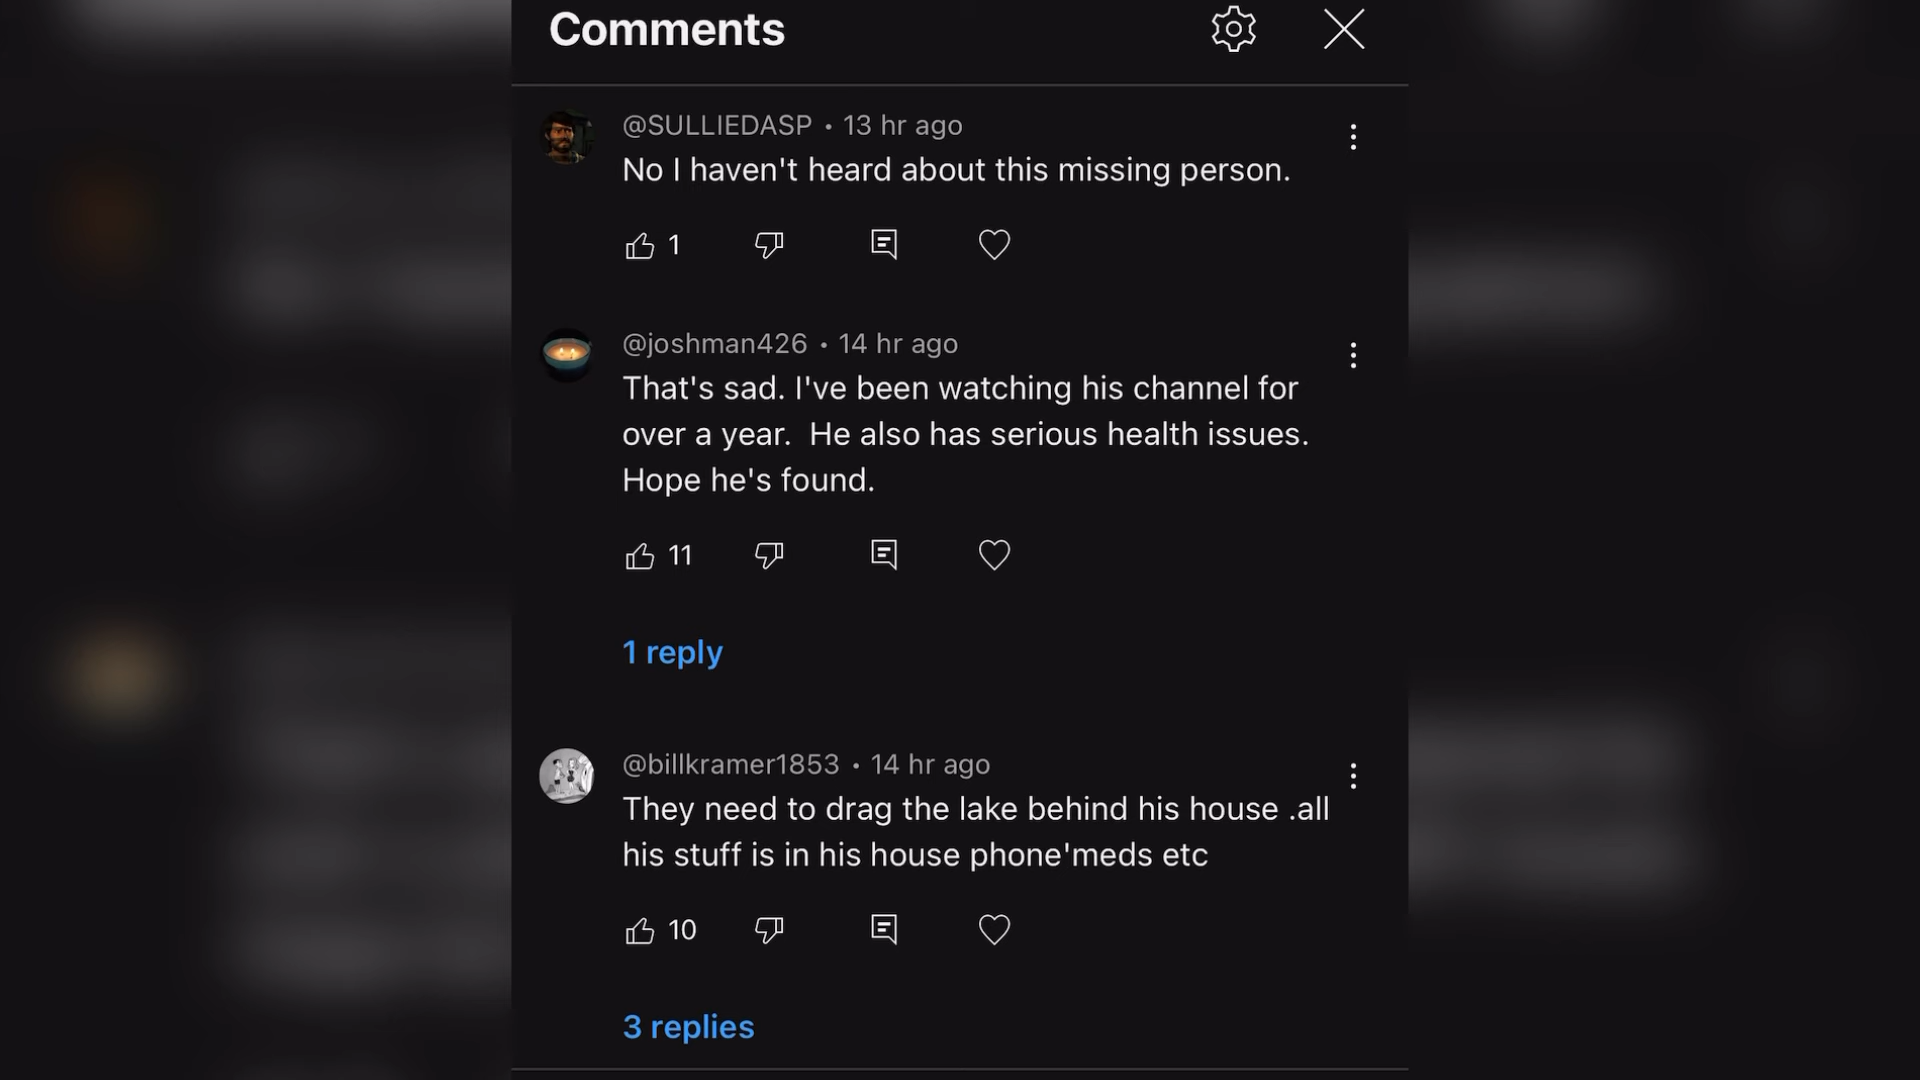 Comments
@SULLIEDASP • 13 hr ago
No I haven't heard about this missing person.
1
@joshman426 • 14 hr ago
That's sad. I've been watching his channel for
over a year.  He also has serious health issues.
Hope he's found.
11
1 reply
@billkramer1853 • 14 hr ago
They need to drag the lake behind his house .all
his stuff is in his house phone'meds etc
10
3 replies